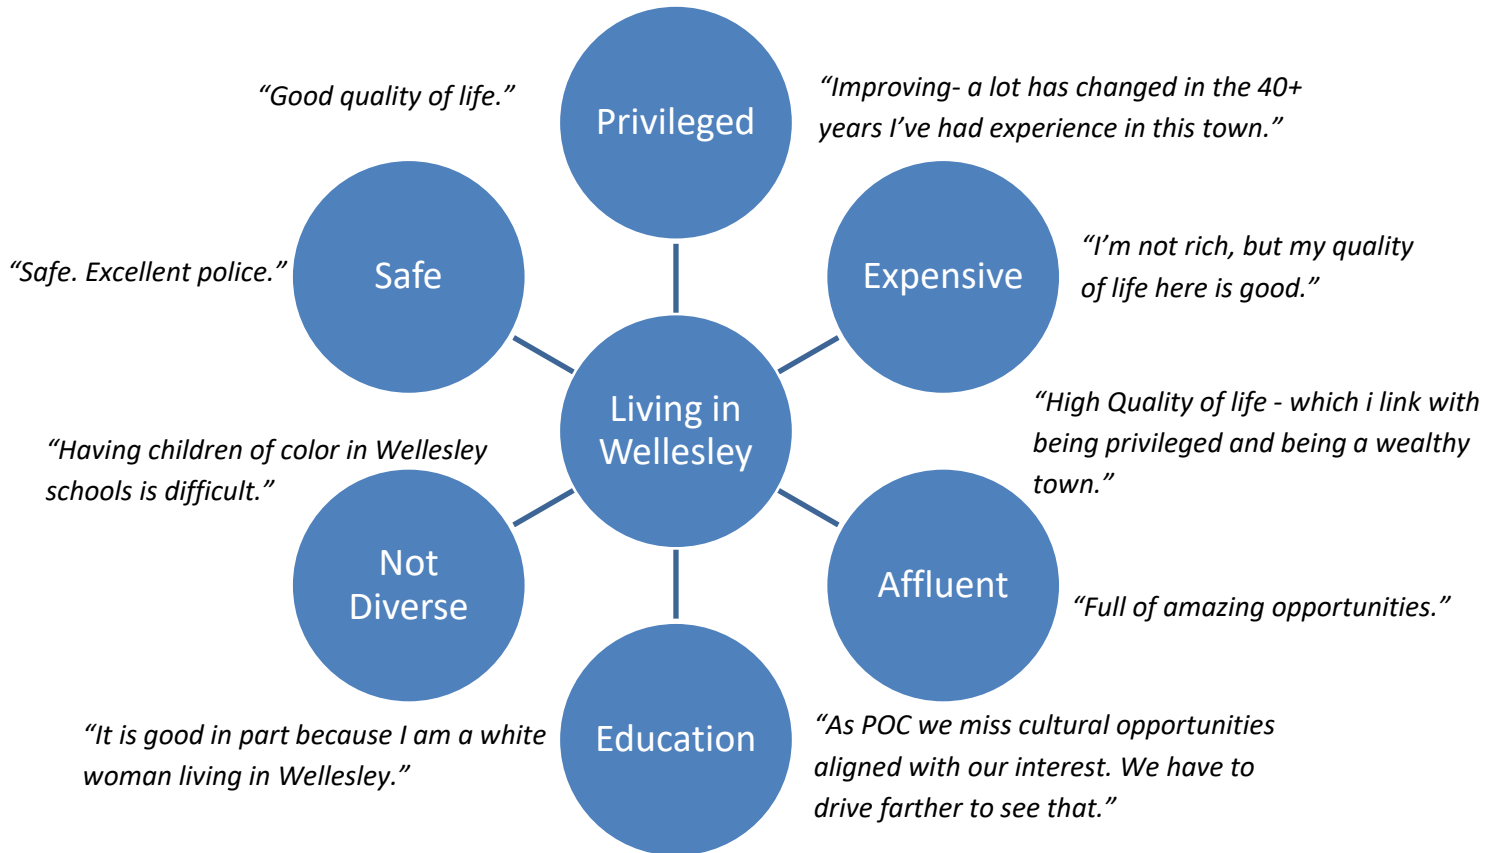 Privileged
“Good quality of life.”
“Improving- a lot has changed in the 40+
years I’ve had experience in this town.”
Safe
“Safe. Excellent police.”
Expensive
“I’m not rich, but my quality
of life here is good.”
Living in
Wellesley
“High Quality of life - which i link with
being privileged and being a wealthy
town.”
“Having children of color in Wellesley
schools is difficult.”
Not
Diverse
Affluent
“Full of amazing opportunities.”
“It is good in part because I am a white
woman living in Wellesley.”
Education
“As POC we miss cultural opportunities
aligned with our interest. We have to
drive farther to see that.”